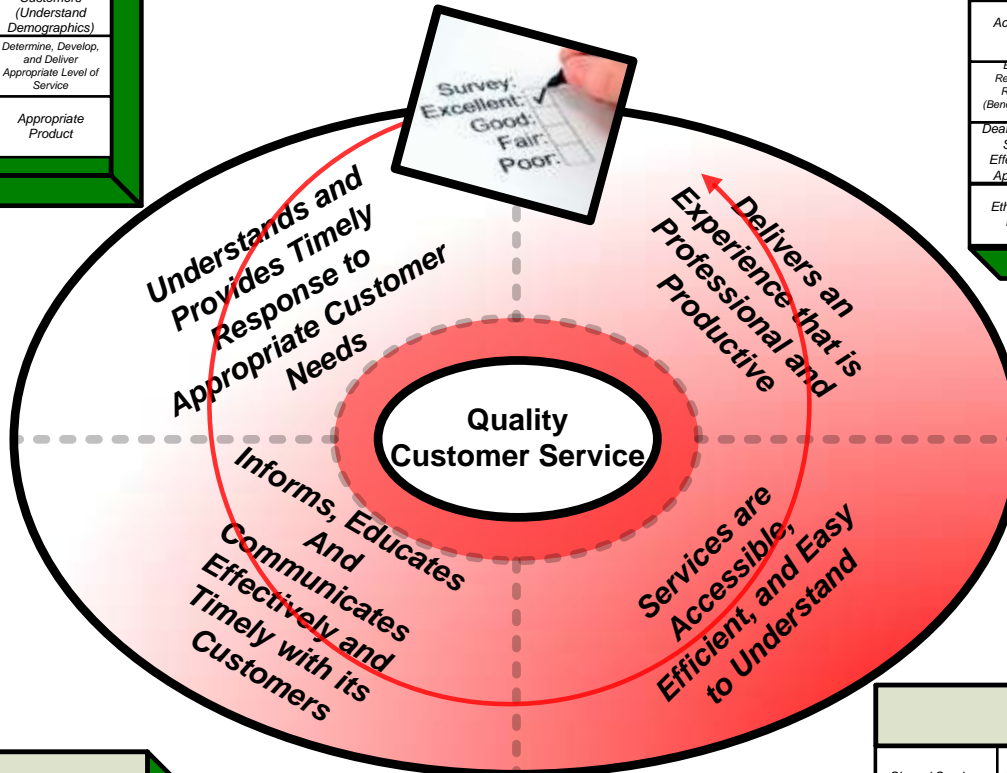 Customers
(Understand
Demographics)
Determine, Develop,
and Deliver
Appropriate Level of
Service
Appropriate
Product
Survey:
Excellent:
Good:
Fair:
Poor:
Understands and
Provides Timely
Response to
Appropriate Customer
Needs
Delivers an
Experience that is
Professional and
Productive
Quality
Customer Service
Informs, Educates
And
Communicates
Effectively and
Timely with its
Customers
Services are
Accessible,
Efficient, and Easy
to Understand